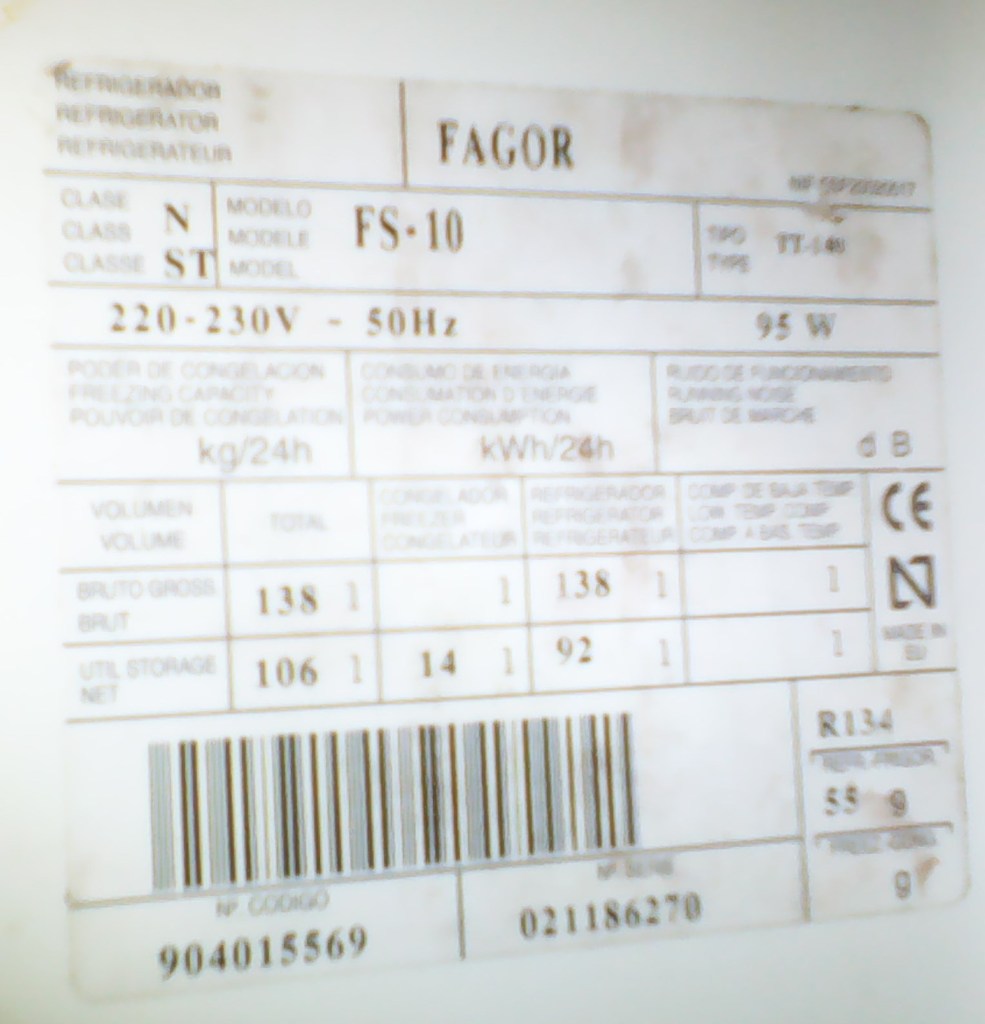 REFRIGERADOR
REFRIGERATOR
REFRIGERATEUR
FAGOR
CLASE
CLASS
CLASSE
N
ST
MODELO
MODELE
MODEL
FS-10
TIPO
TYPE
220-230V - 50Hz
95 W
PODER DE CONGELACION
FREEZING CAPACITY
POUVOIR DE CONGELATION
kg/24h
CONSUMO DE ENERGIA
CONSUMATION D'ENERGIE
POWER CONSUMPTION
kWh/24h
RUIDO DE FUNCIONAMIENTO
RUNNING NOISE
BRUIT DE MARCHE
dB
VOLUMEN
VOLUME
TOTAL
CONGELADOR
FREEZER
CONGELATEUR
REFRIGERADOR
REFRIGERATOR
REFRIGERATEUR
COMP DE BAJA TEMP
LOW TEMP COMP
COMP A BAS TEMP
CE
N
MADE IN
EU
BRUTO GROSS
BRUT
138 l
l
138 l
l
UTIL STORAGE
NET
106 l
14 l
92 l
l
R134
55 g
g
Nº CODIGO
904015569
Nº SERIE
021186270